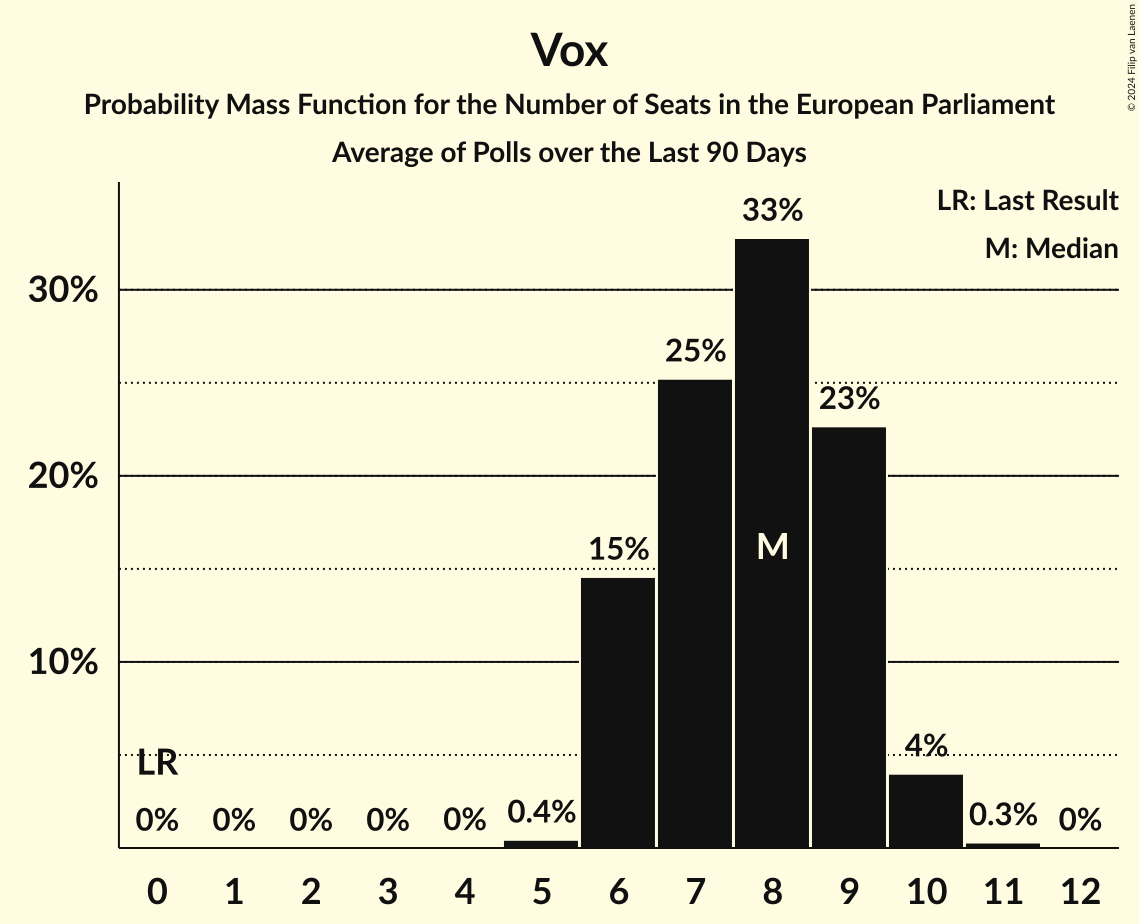 Vox
Probability Mass Function for the Number of Seats in the European Parliament
Average of Polls over the Last 90 Days
© 2024 Filip van Laenen
LR: Last Result
M: Median
30%
20%
10%
33%
25%
23%
15%
M
4%
LR
0%
0%
0%
0%
0%
0.4%
0.3%
0%
0 1 2 3 4 5 6 7 8 9 10 11 12